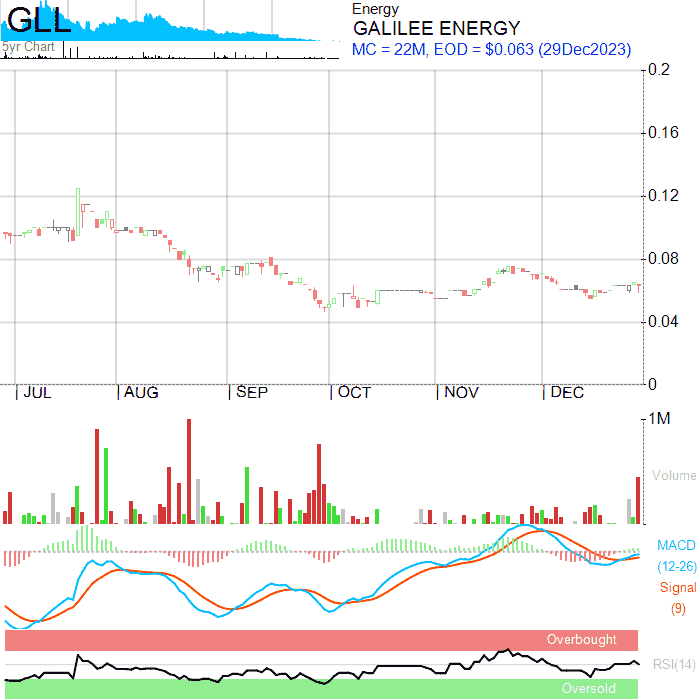 GLL
5yr Chart
Energy
GALILEE ENERGY
MC = 22M, EOD = $0.063 (29Dec2023)
0.2
0.16
0.12
0.08
0.04
0
JUL AUG SEP OCT NOV DEC
1M
Volume
MACD
(12-26)
Signal
(9)
Overbought
RSI(14)
Oversold